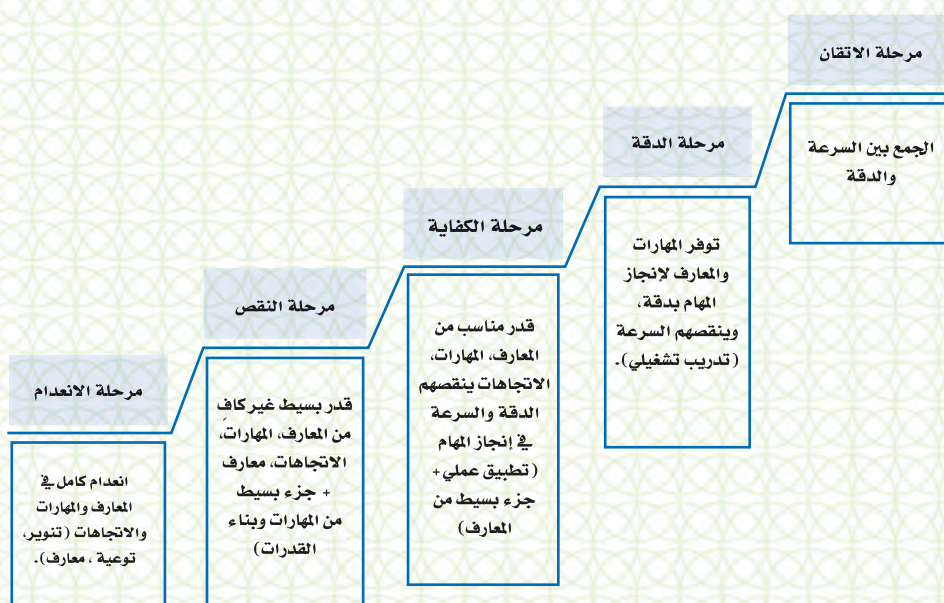 مرحلة الاتقان
الجمع بين السرعة
والدقة
مرحلة الدقة
توفر المهارات
والمعارف لإنجاز
المهام بدقة،
وينقصهم السرعة
(تدريب تشغيلي).
مرحلة الكفاية
قدر مناسب من
المعارف، المهارات،
الاتجاهات ينقصهم
الدقة والسرعة
في إنجاز المهام
(تطبيق عملي+
جزء بسيط من
المعارف)
مرحلة النقص
قدر بسيط غير كافٍ
من المعارف، المهارات،
الاتجاهات، معارف
+ جزء بسيط
من المهارات وبناء
القدرات)
مرحلة الانعدام
انعدام كامل في
المعارف والمهارات
والاتجاهات (تنوير،
توعية ، معارف).